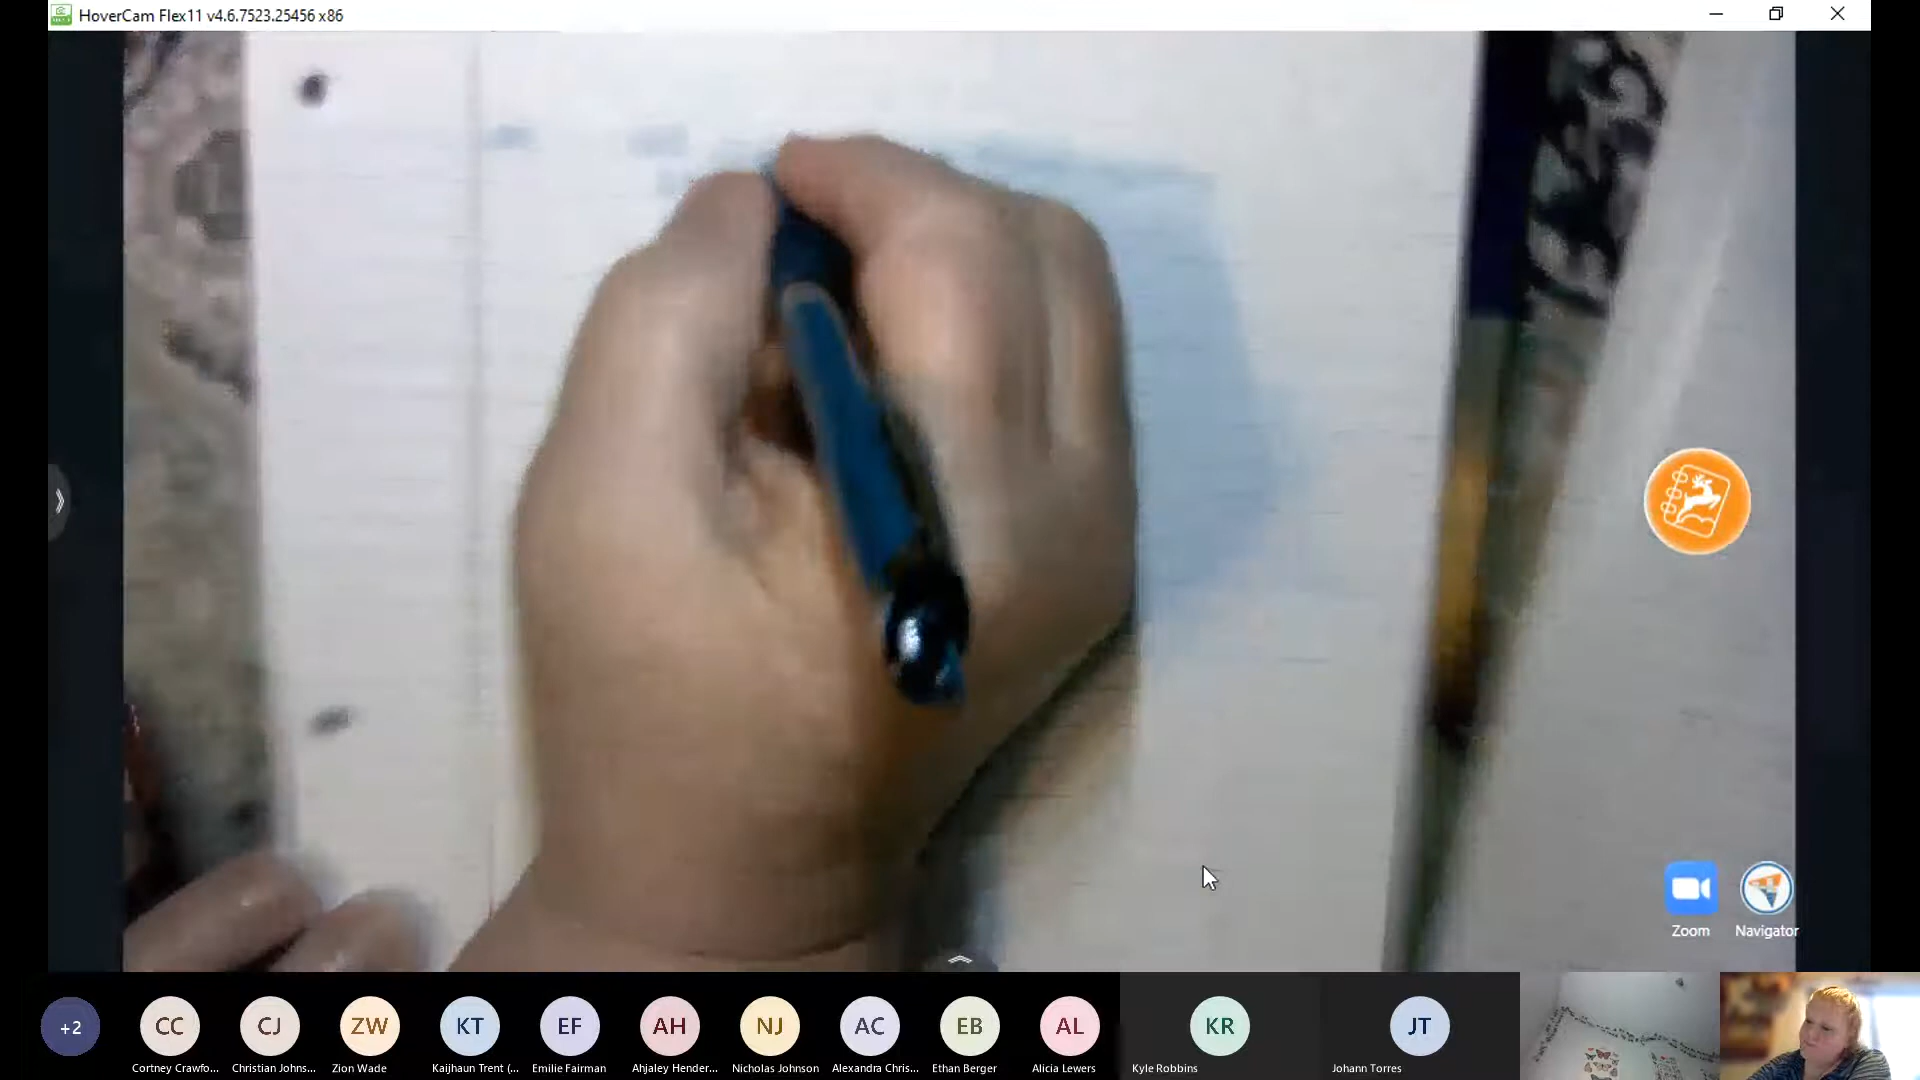 HoverCam Flex11 v4.6.7523.25456 x86
Zoom
Navigator
+2
CC
CJ
ZW
KT
EF
AH
NJ
AC
EB
AL
KR
JT
Cortney Crawfo...
Christian Johns...
Zion Wade
Kaijhaun Trent (...
Emilie Fairman
Ahjaley Hender...
Nicholas Johnson
Alexandra Chris...
Ethan Berger
Alicia Lewers
Kyle Robbins
Johann Torres